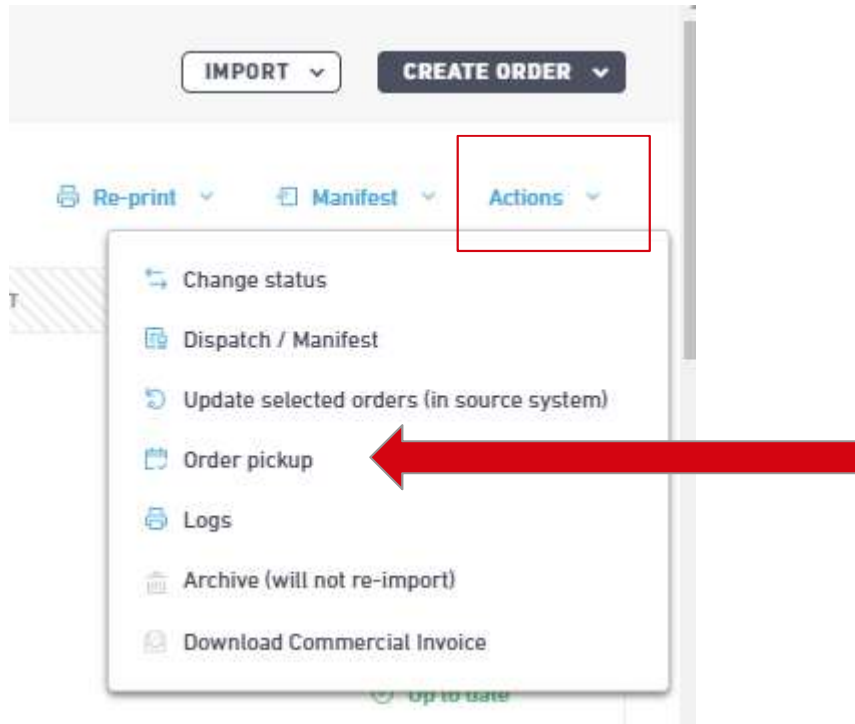 IMPORT
CREATE ORDER
Re-print
Manifest
Actions
T
Change status
Dispatch / Manifest
Update selected orders (in source system)
Order pickup
Logs
Archive (will not re-import)
Download Commercial Invoice
Up to date